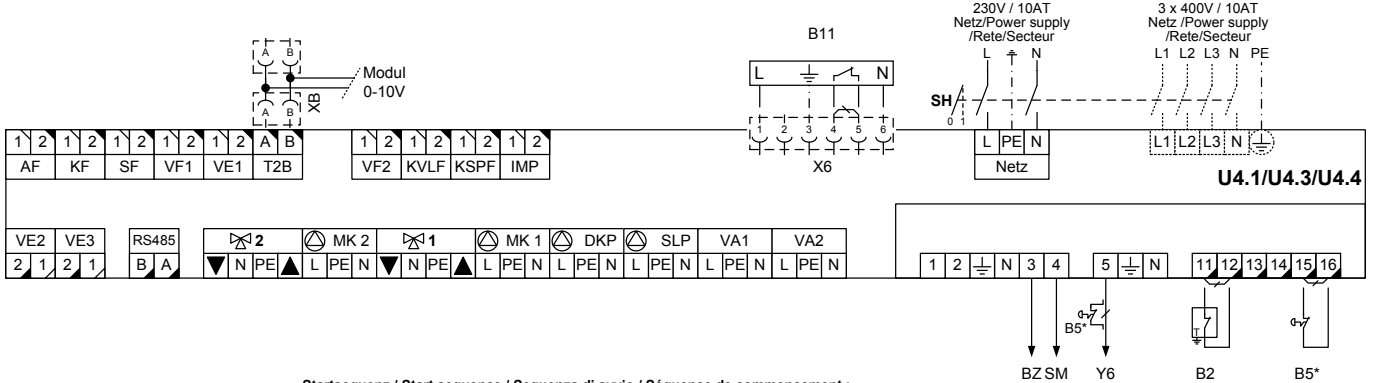 230V / 10AT
Netz/Power supply
/Rete/Secteur
3 x 400V / 10AT
Netz /Power supply
/Rete/Secteur
B11
L N
L1 L2 L3 N PE
A B
Modul
0-10V
XB
A B
L N
SH
0 1
1 2 3 4 5 6
X6
1 2 1 2 1 2 1 2 1 2 A B
AF KF SF VF1 VE1 T2B
1 2 1 2 1 2 1 2
VF2 KVLF KSPF IMP
L PE N
Netz
L1 L2 L3 N
U4.1/U4.3/U4.4
VE2 VE3 RS485 2 MK 2 1 MK 1 DKP SLP VA1 VA2
2 1 2 1 B A N PE L PE N N PE L PE N L PE N L PE N L PE N L PE N
1 2 N 3 4 5 N 11 12 13 14 15 16
B5*
T
BZ SM Y6 B2 B5*
Startsequenz / Start sequence / Sequenza di avvio / Séquence de commencement :